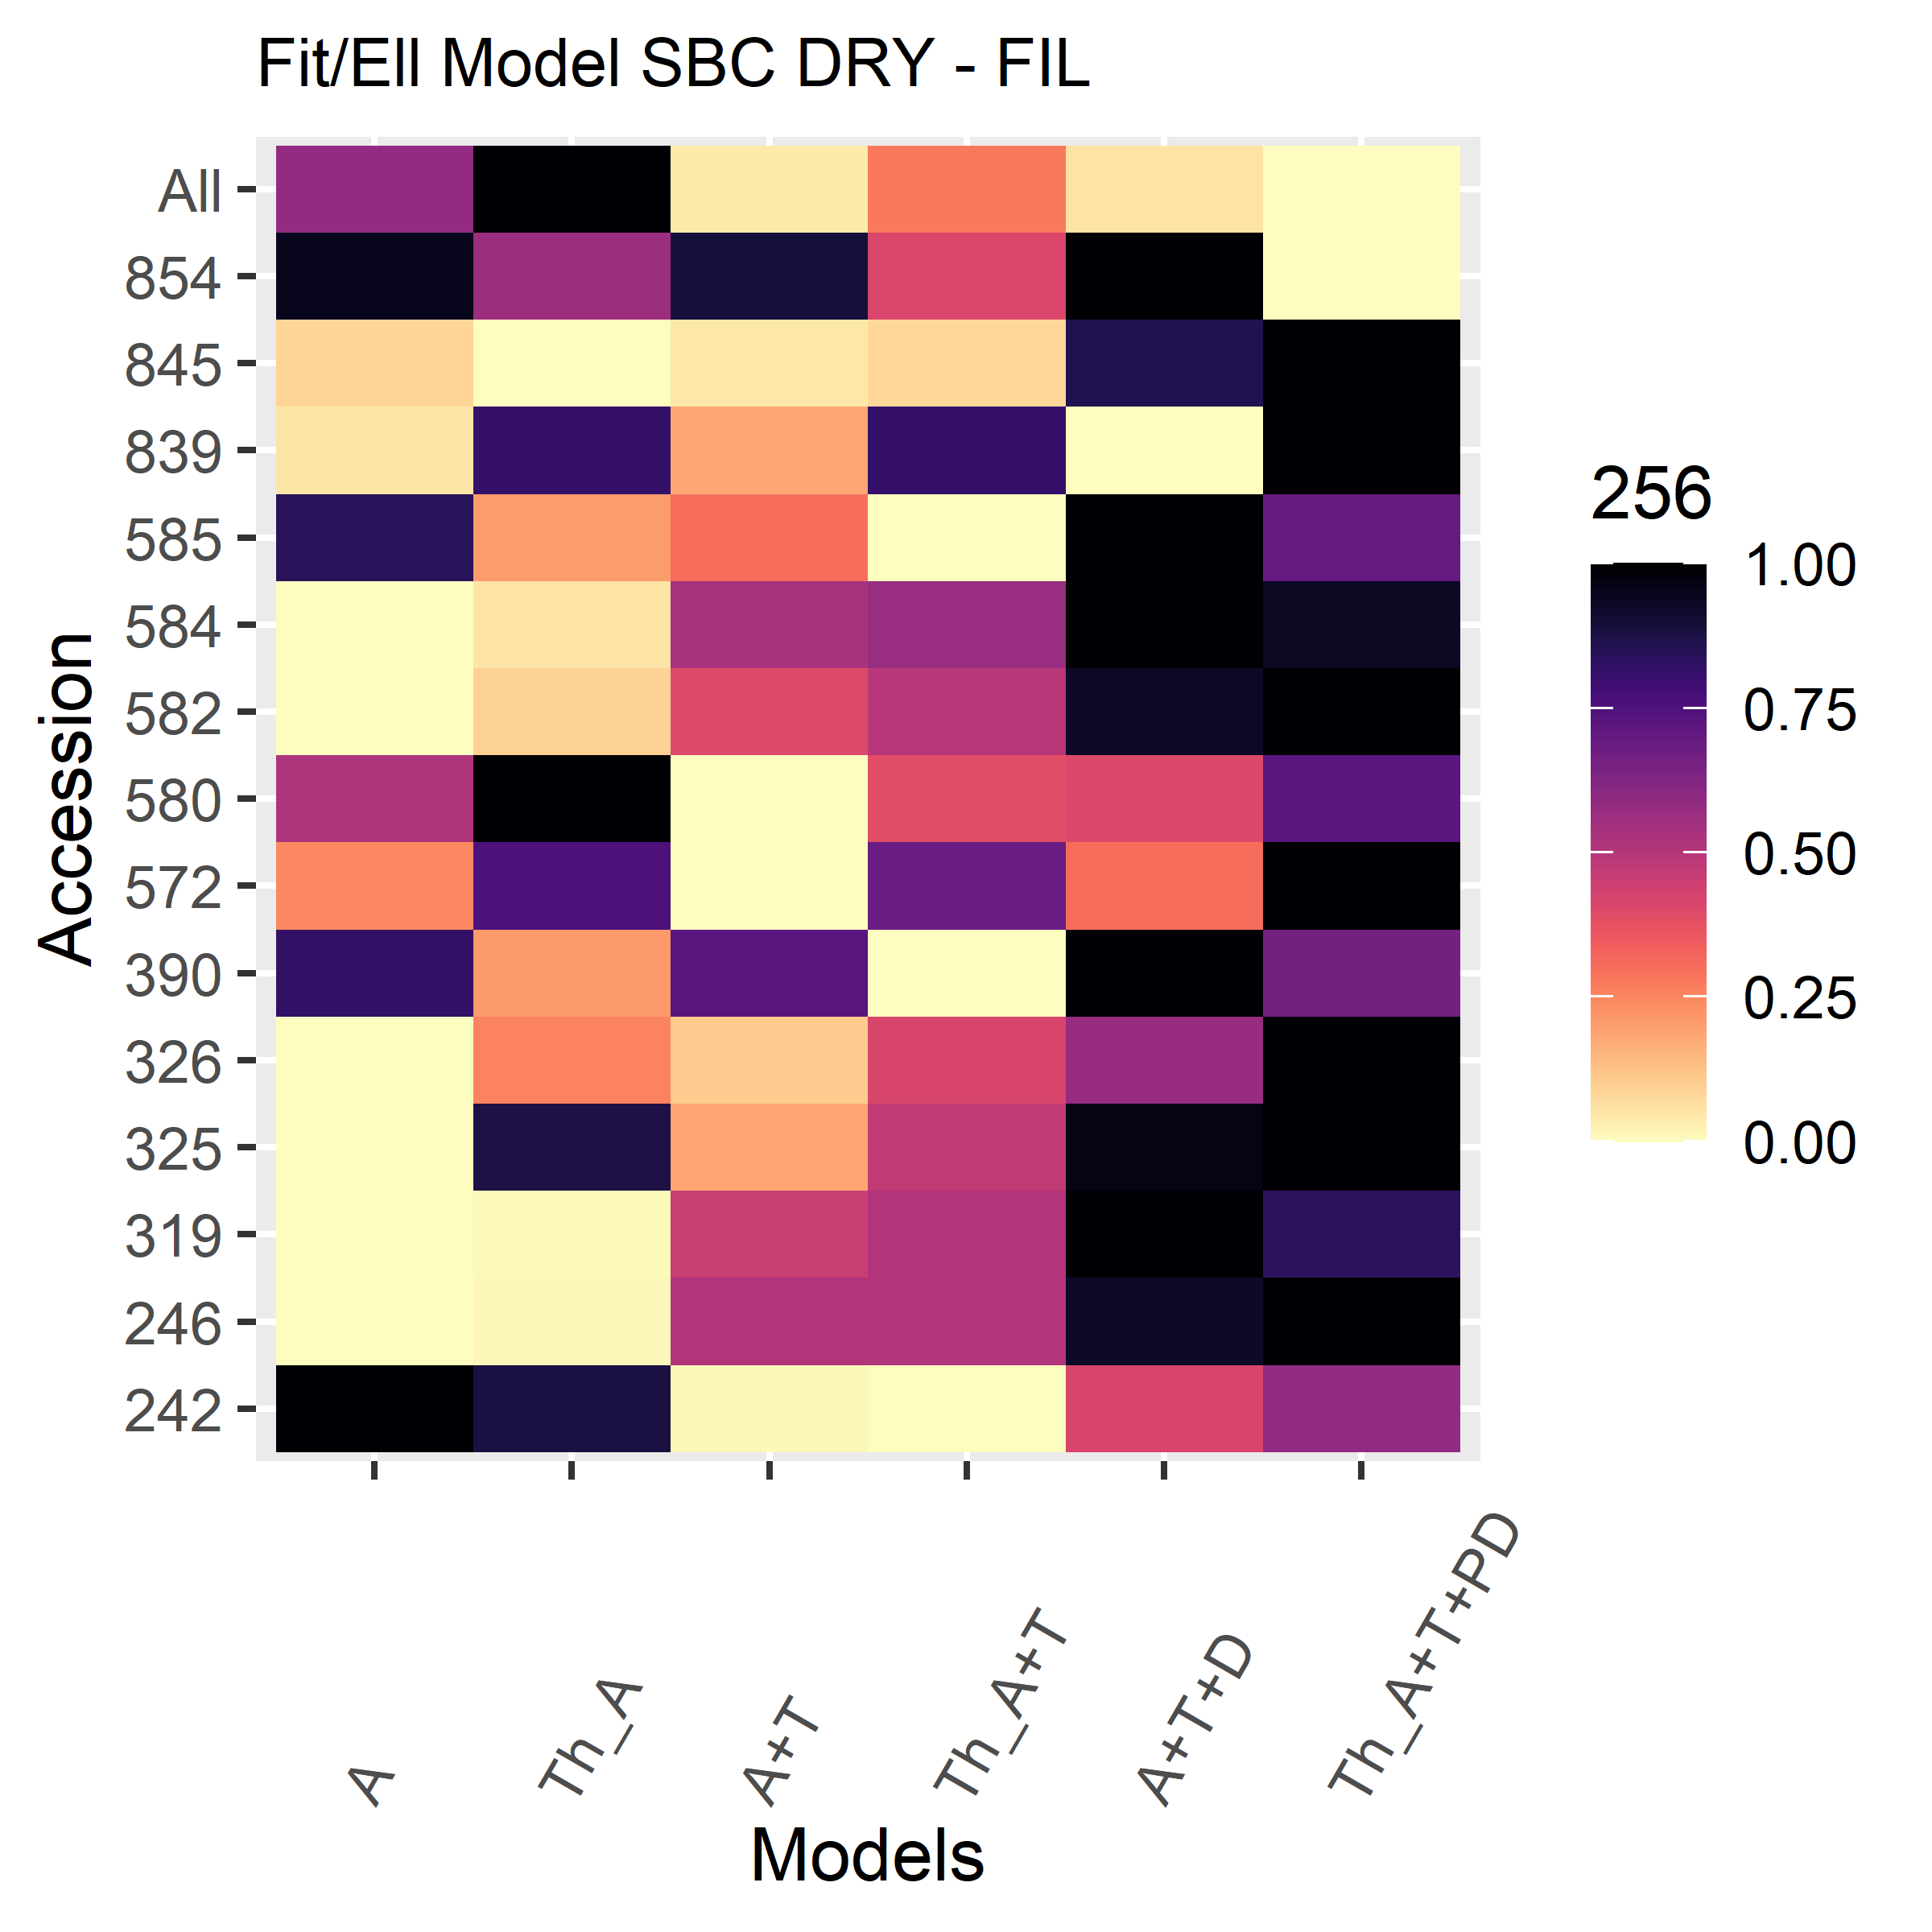 Fit/Ell Model SBC DRY - FIL
Accession
All
854
845
839
585
584
582
580
572
390
326
325
319
246
242
256
1.00
0.75
0.50
0.25
0.00
A
Th_A
A+T
Th_A+T
A+T+D
Th_A+T+PD
Models